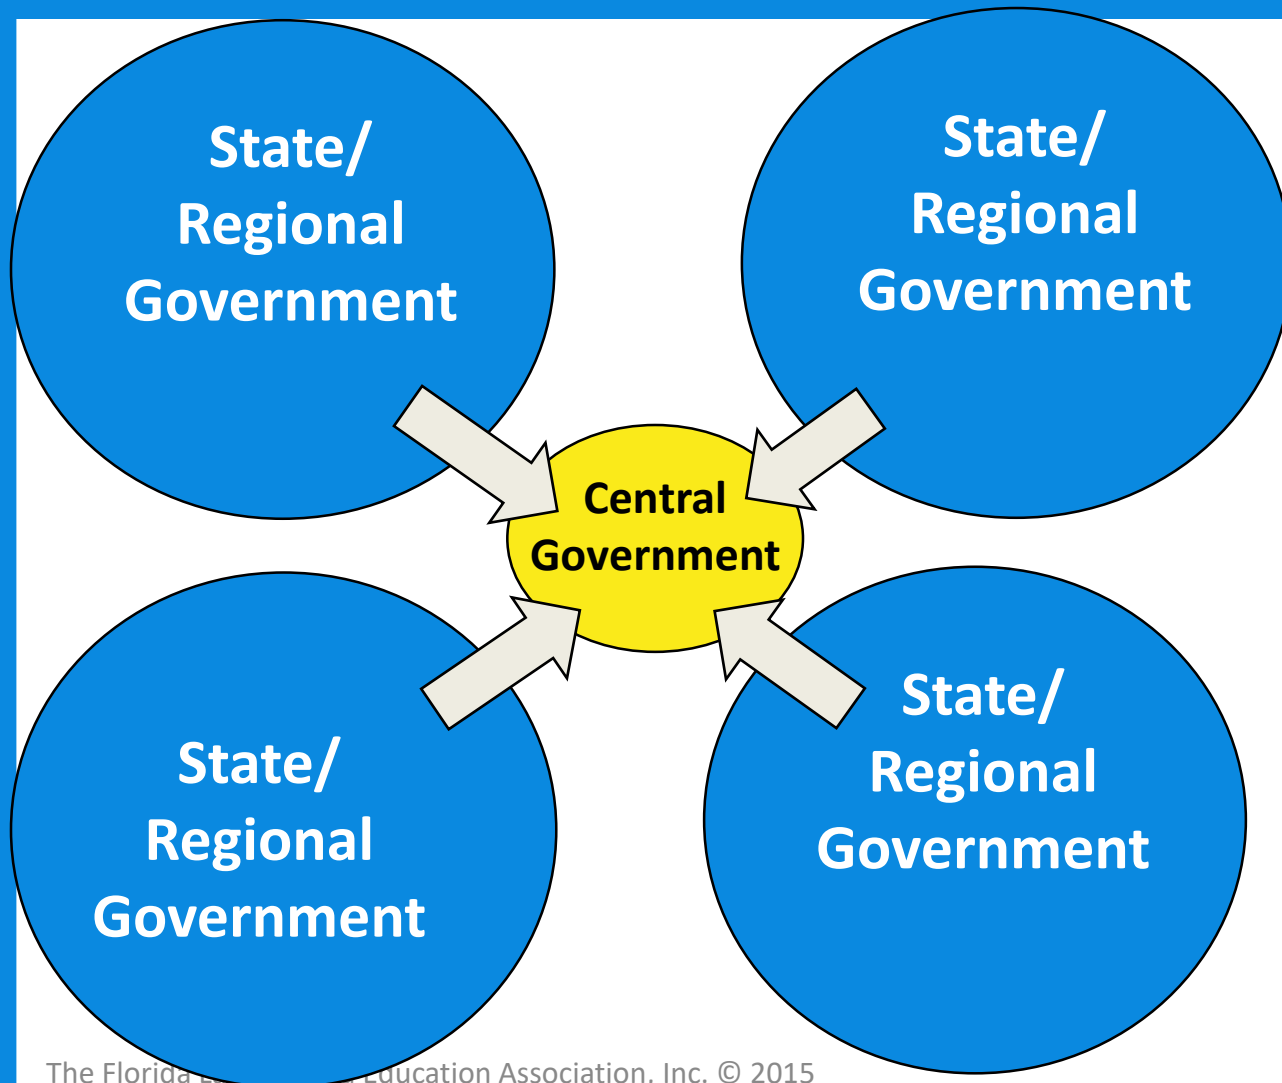 State/
Regional
Government
State/
Regional
Government
Central
Government
State/
Regional
Government
State/
Regional
Government
The Florida Education Association, Inc. © 2015